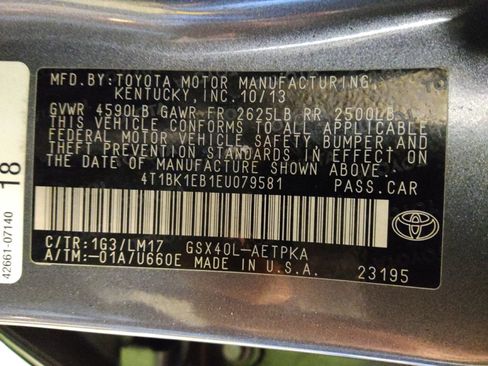 MFD.BY:TOYOTA MOTOR MANUFACTURING,
KENTUCKY, INC. 10/13
GVWR 4590LB GAWR FR 2625LB RR 2500LB
THIS VEHICLE CONFORMS TO ALL APPLICABLE
FEDERAL MOTOR VEHICLE SAFETY, BUMPER, AND
THEFT PREVENTION STANDARDS IN EFFECT ON
THE DATE OF MANUFACTURE SHOWN ABOVE.
4T1BK1EB1EU079581 PASS.CAR
C/TR:1G3/LM17 GSX40L-AETPKA
A/TM:-01A/U660E MADE IN U.S.A.
23195
42661-07140
18